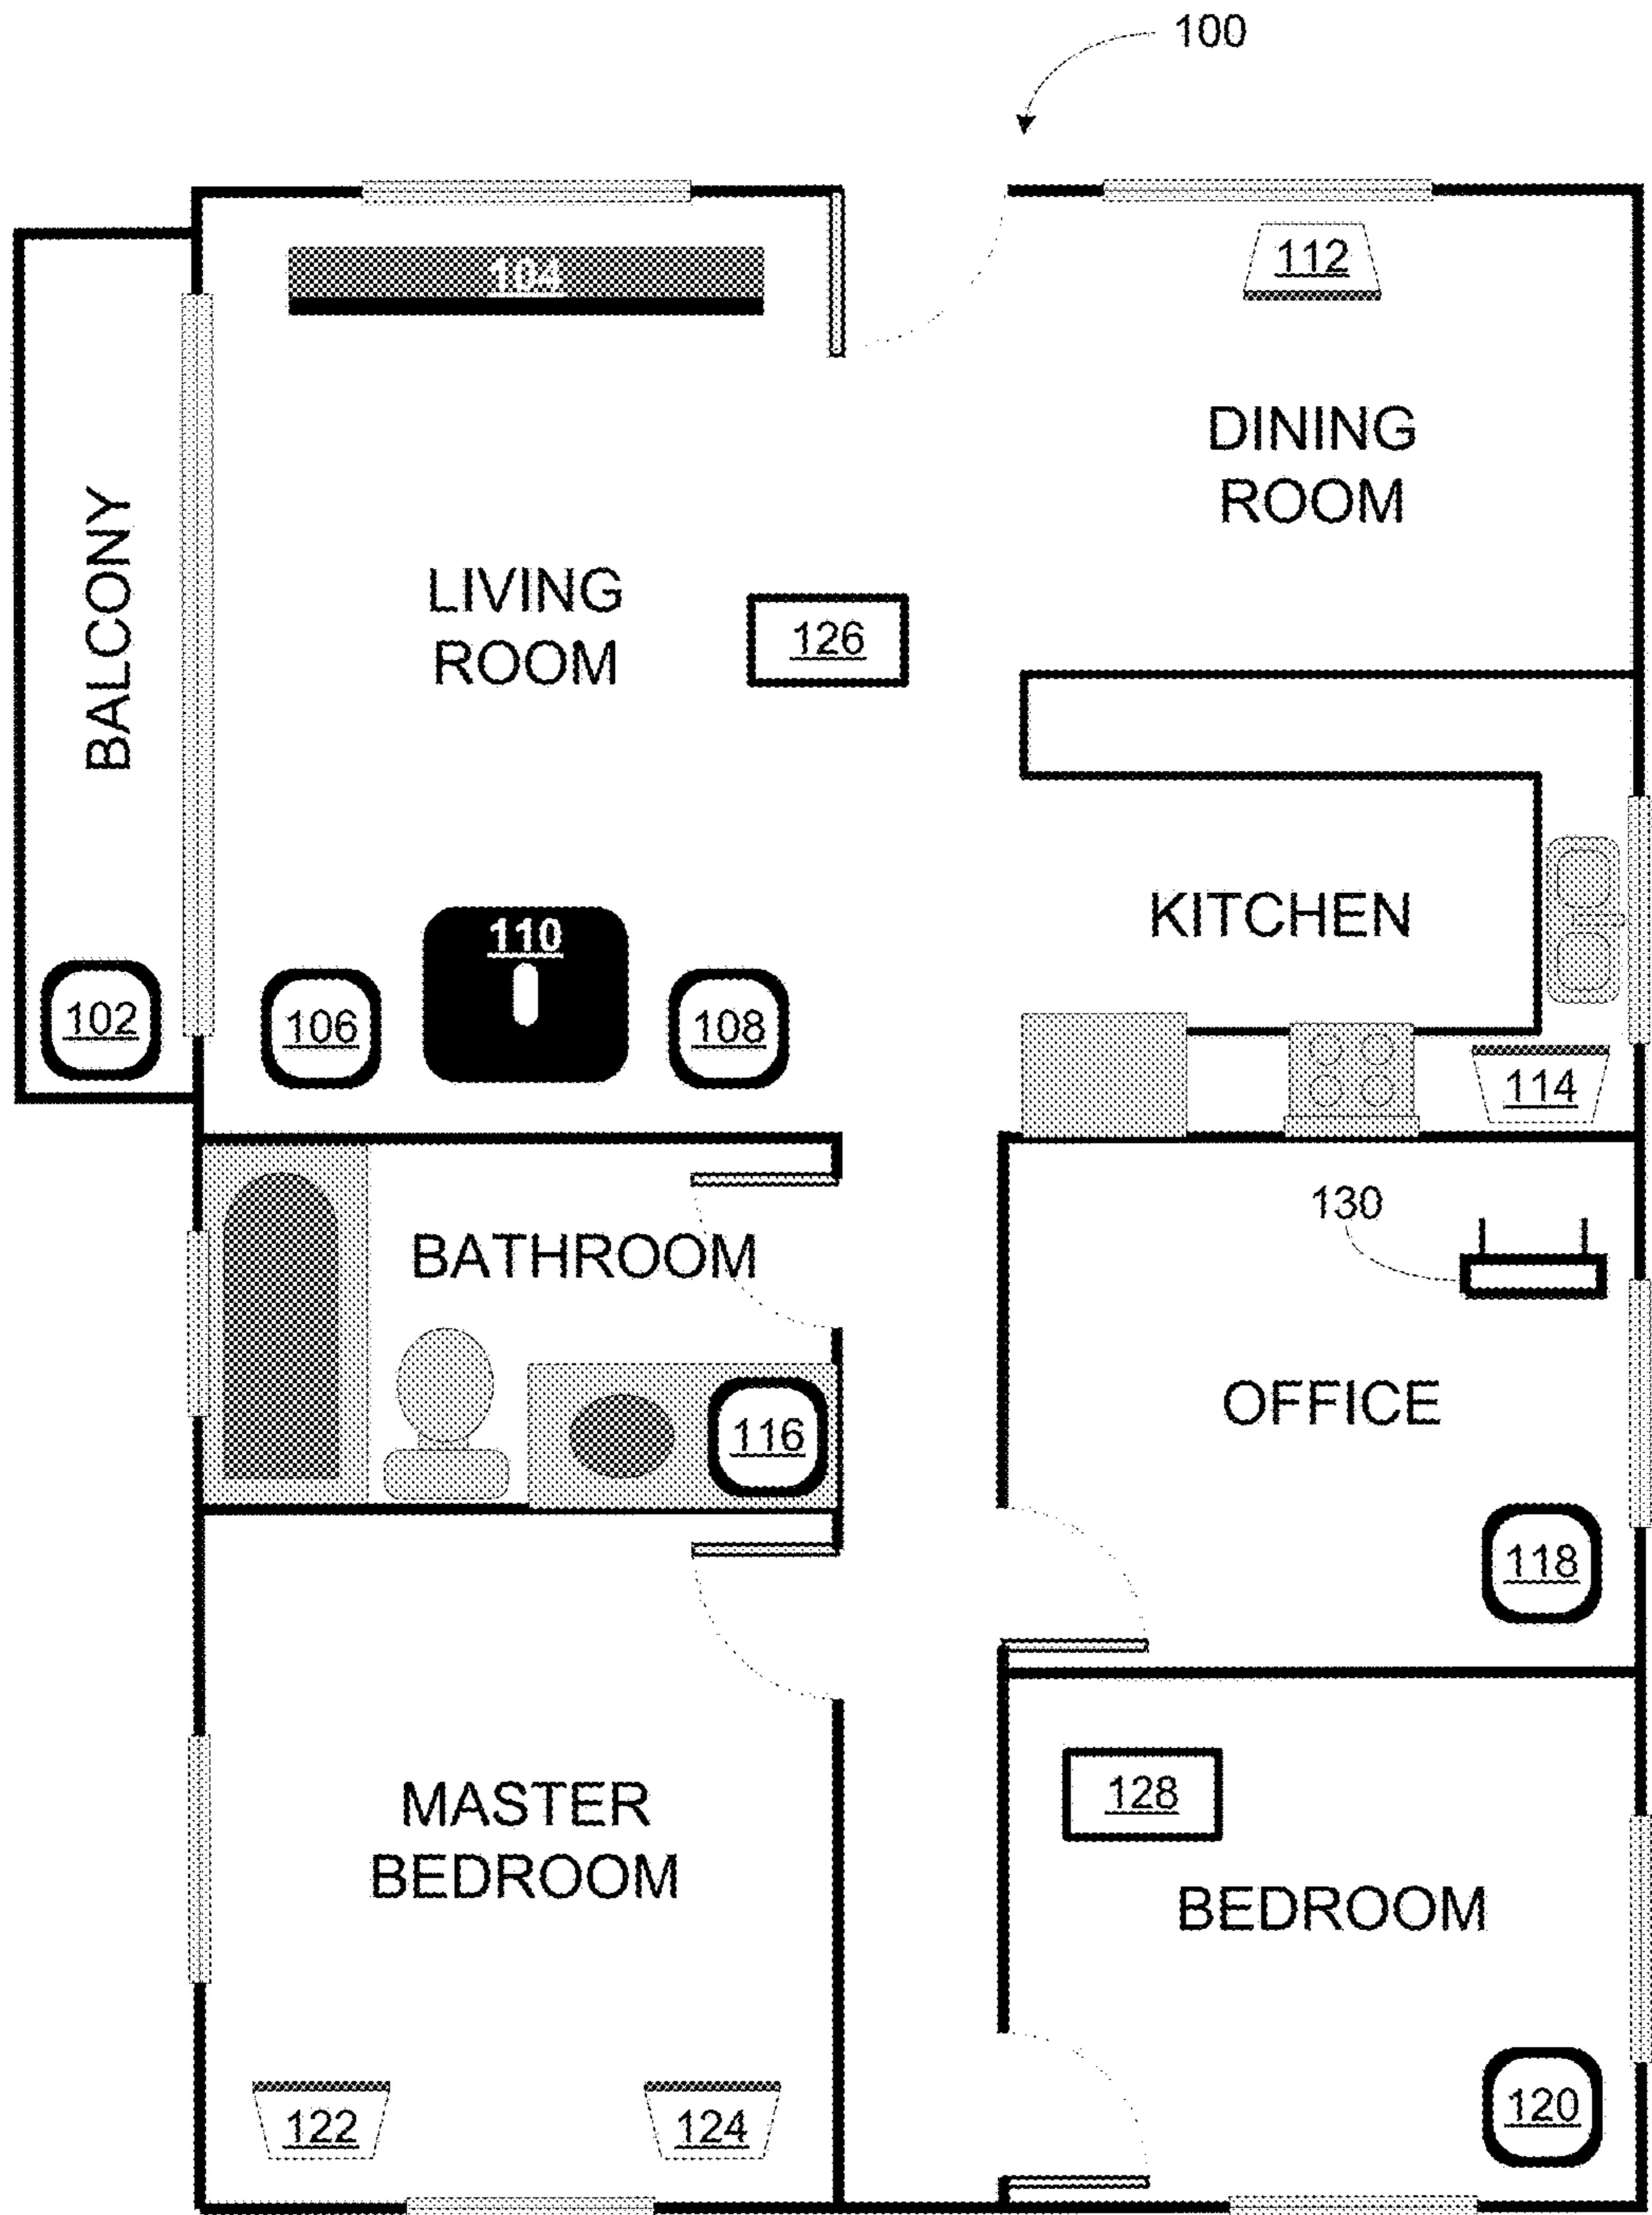 100
112
104
DINING
ROOM
BALCONY
LIVING
ROOM
126
KITCHEN
110
102
106
108
114
130
BATHROOM
OFFICE
116
118
MASTER
BEDROOM
128
BEDROOM
122
124
120